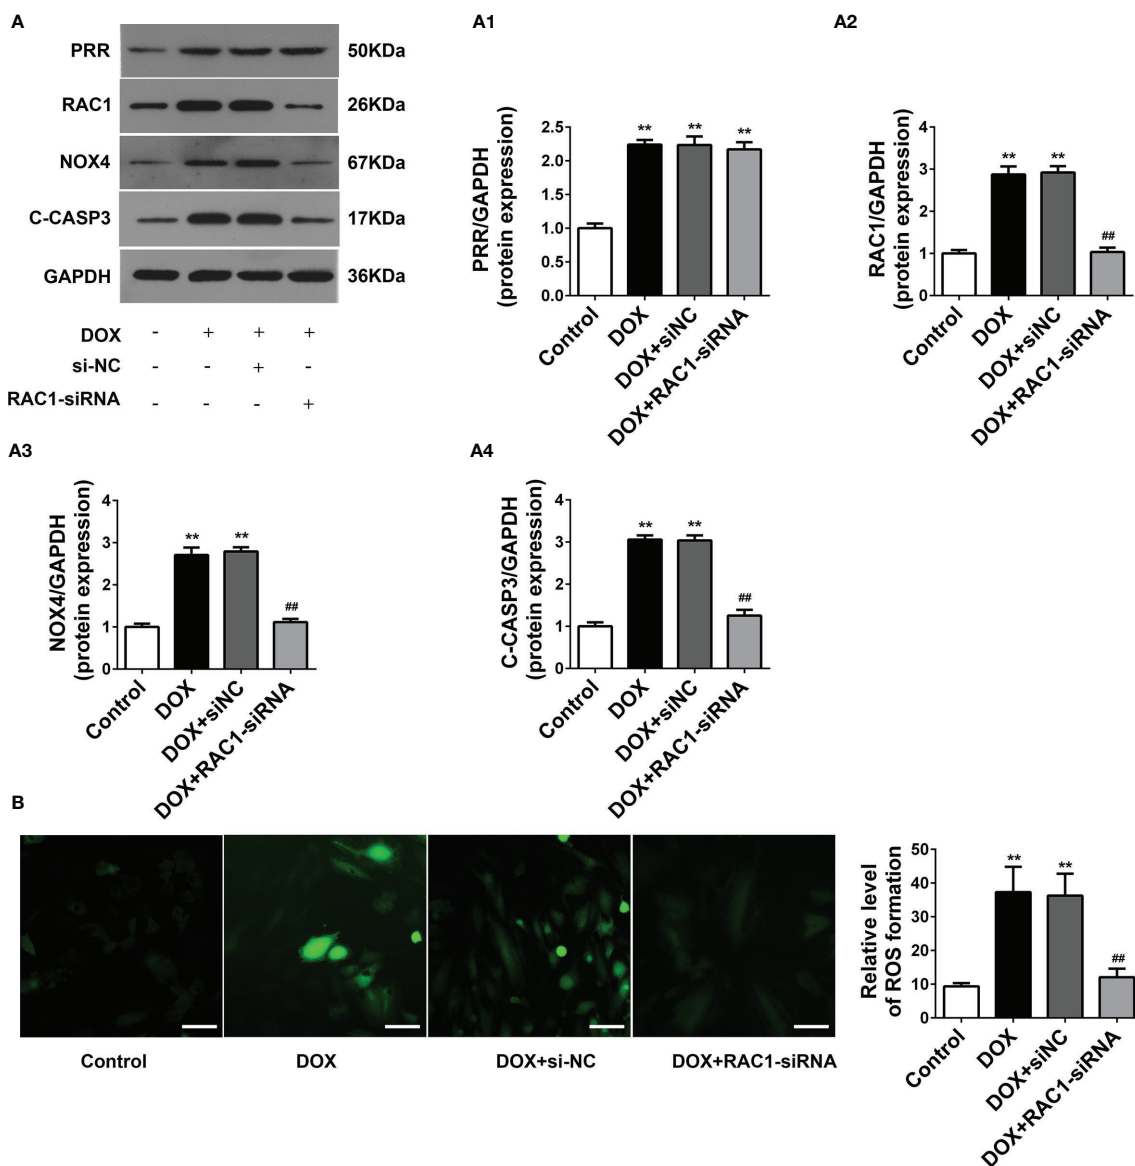 A
PRR
50KDa
RAC1
26KDa
NOX4
67KDa
C-CASP3
17KDa
GAPDH
36KDa
DOX - + + +
si-NC - - + -
RAC1-siRNA - - - +
A1
PRR/GAPDH
(protein expression)
2.5
2.0
1.5
1.0
0.5
0.0
**
**
**
Control
DOX
DOX+siNC
DOX+RAC1-siRNA
A2
RAC1/GAPDH
(protein expression)
4
3
2
1
0
**
**
##
Control
DOX
DOX+siNC
DOX+RAC1-siRNA
A3
NOX4/GAPDH
(protein expression)
4
3
2
1
0
**
**
##
Control
DOX
DOX+siNC
DOX+RAC1-siRNA
A4
C-CASP3/GAPDH
(protein expression)
4
3
2
1
0
**
**
##
Control
DOX
DOX+siNC
DOX+RAC1-siRNA
B
Control
DOX
DOX+si-NC
DOX+RAC1-siRNA
Relative level
of ROS formation
50
40
30
20
10
0
**
**
##
Control
DOX
DOX+siNC
DOX+RAC1-siRNA